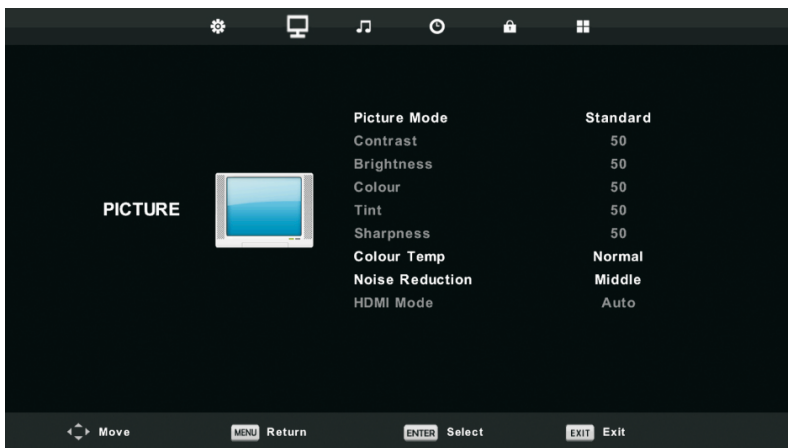 Picture Mode Standard
Contrast 50
Brightness 50
Colour 50
PICTURE
Tint 50
Sharpness 50
Colour Temp Normal
Noise Reduction Middle
HDMI Mode Auto
Move MENU Return ENTER Select EXIT Exit